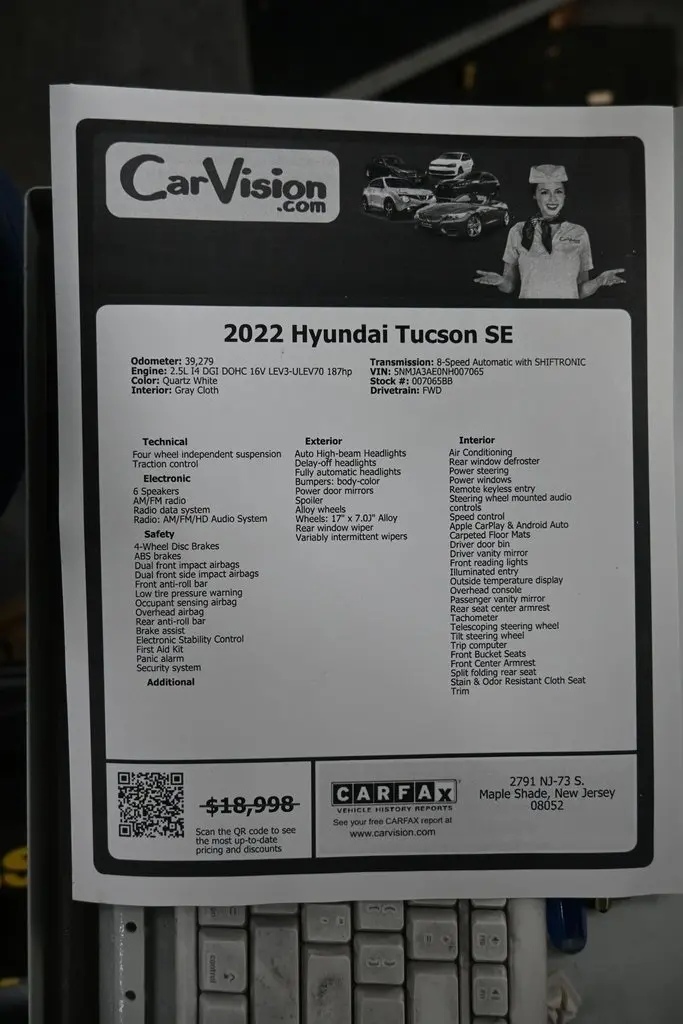 CarVision
.com
2022 Hyundai Tucson SE
Odometer: 39,279
Engine: 2.5L I4 DGI DOHC 16V LEV3-ULEV70 187hp
Color: Quartz White
Interior: Gray Cloth
Transmission: 8-Speed Automatic with SHIFTRONIC
VIN: 5NMJA3AE0NH007065
Stock #: 007065BB
Drivetrain: FWD
Technical
Four wheel independent suspension
Traction control
Electronic
6 Speakers
AM/FM radio
Radio data system
Radio: AM/FM/HD Audio System
Safety
4-Wheel Disc Brakes
ABS brakes
Dual front impact airbags
Dual front side impact airbags
Front anti-roll bar
Low tire pressure warning
Occupant sensing airbag
Overhead airbag
Rear anti-roll bar
Brake assist
Electronic Stability Control
First Aid Kit
Panic alarm
Security system
Additional
Exterior
Auto High-beam Headlights
Delay-off headlights
Fully automatic headlights
Bumpers: body-color
Power door mirrors
Spoiler
Alloy wheels
Wheels: 17" x 7.0J" Alloy
Rear window wiper
Variably intermittent wipers
Interior
Air Conditioning
Rear window defroster
Power steering
Power windows
Remote keyless entry
Steering wheel mounted audio
controls
Speed control
Apple CarPlay & Android Auto
Carpeted Floor Mats
Driver door bin
Driver vanity mirror
Front reading lights
Illuminated entry
Outside temperature display
Overhead console
Passenger vanity mirror
Rear seat center armrest
Tachometer
Telescoping steering wheel
Tilt steering wheel
Trip computer
Front Bucket Seats
Front Center Armrest
Split folding rear seat
Stain & Odor Resistant Cloth Seat
Trim
$18,998
Scan the QR code to see
the most up-to-date
pricing and discounts
CARFAX
VEHICLE HISTORY REPORTS
See your free CARFAX report at
www.carvision.com
2791 NJ-73 S.
Maple Shade, New Jersey
08052
control